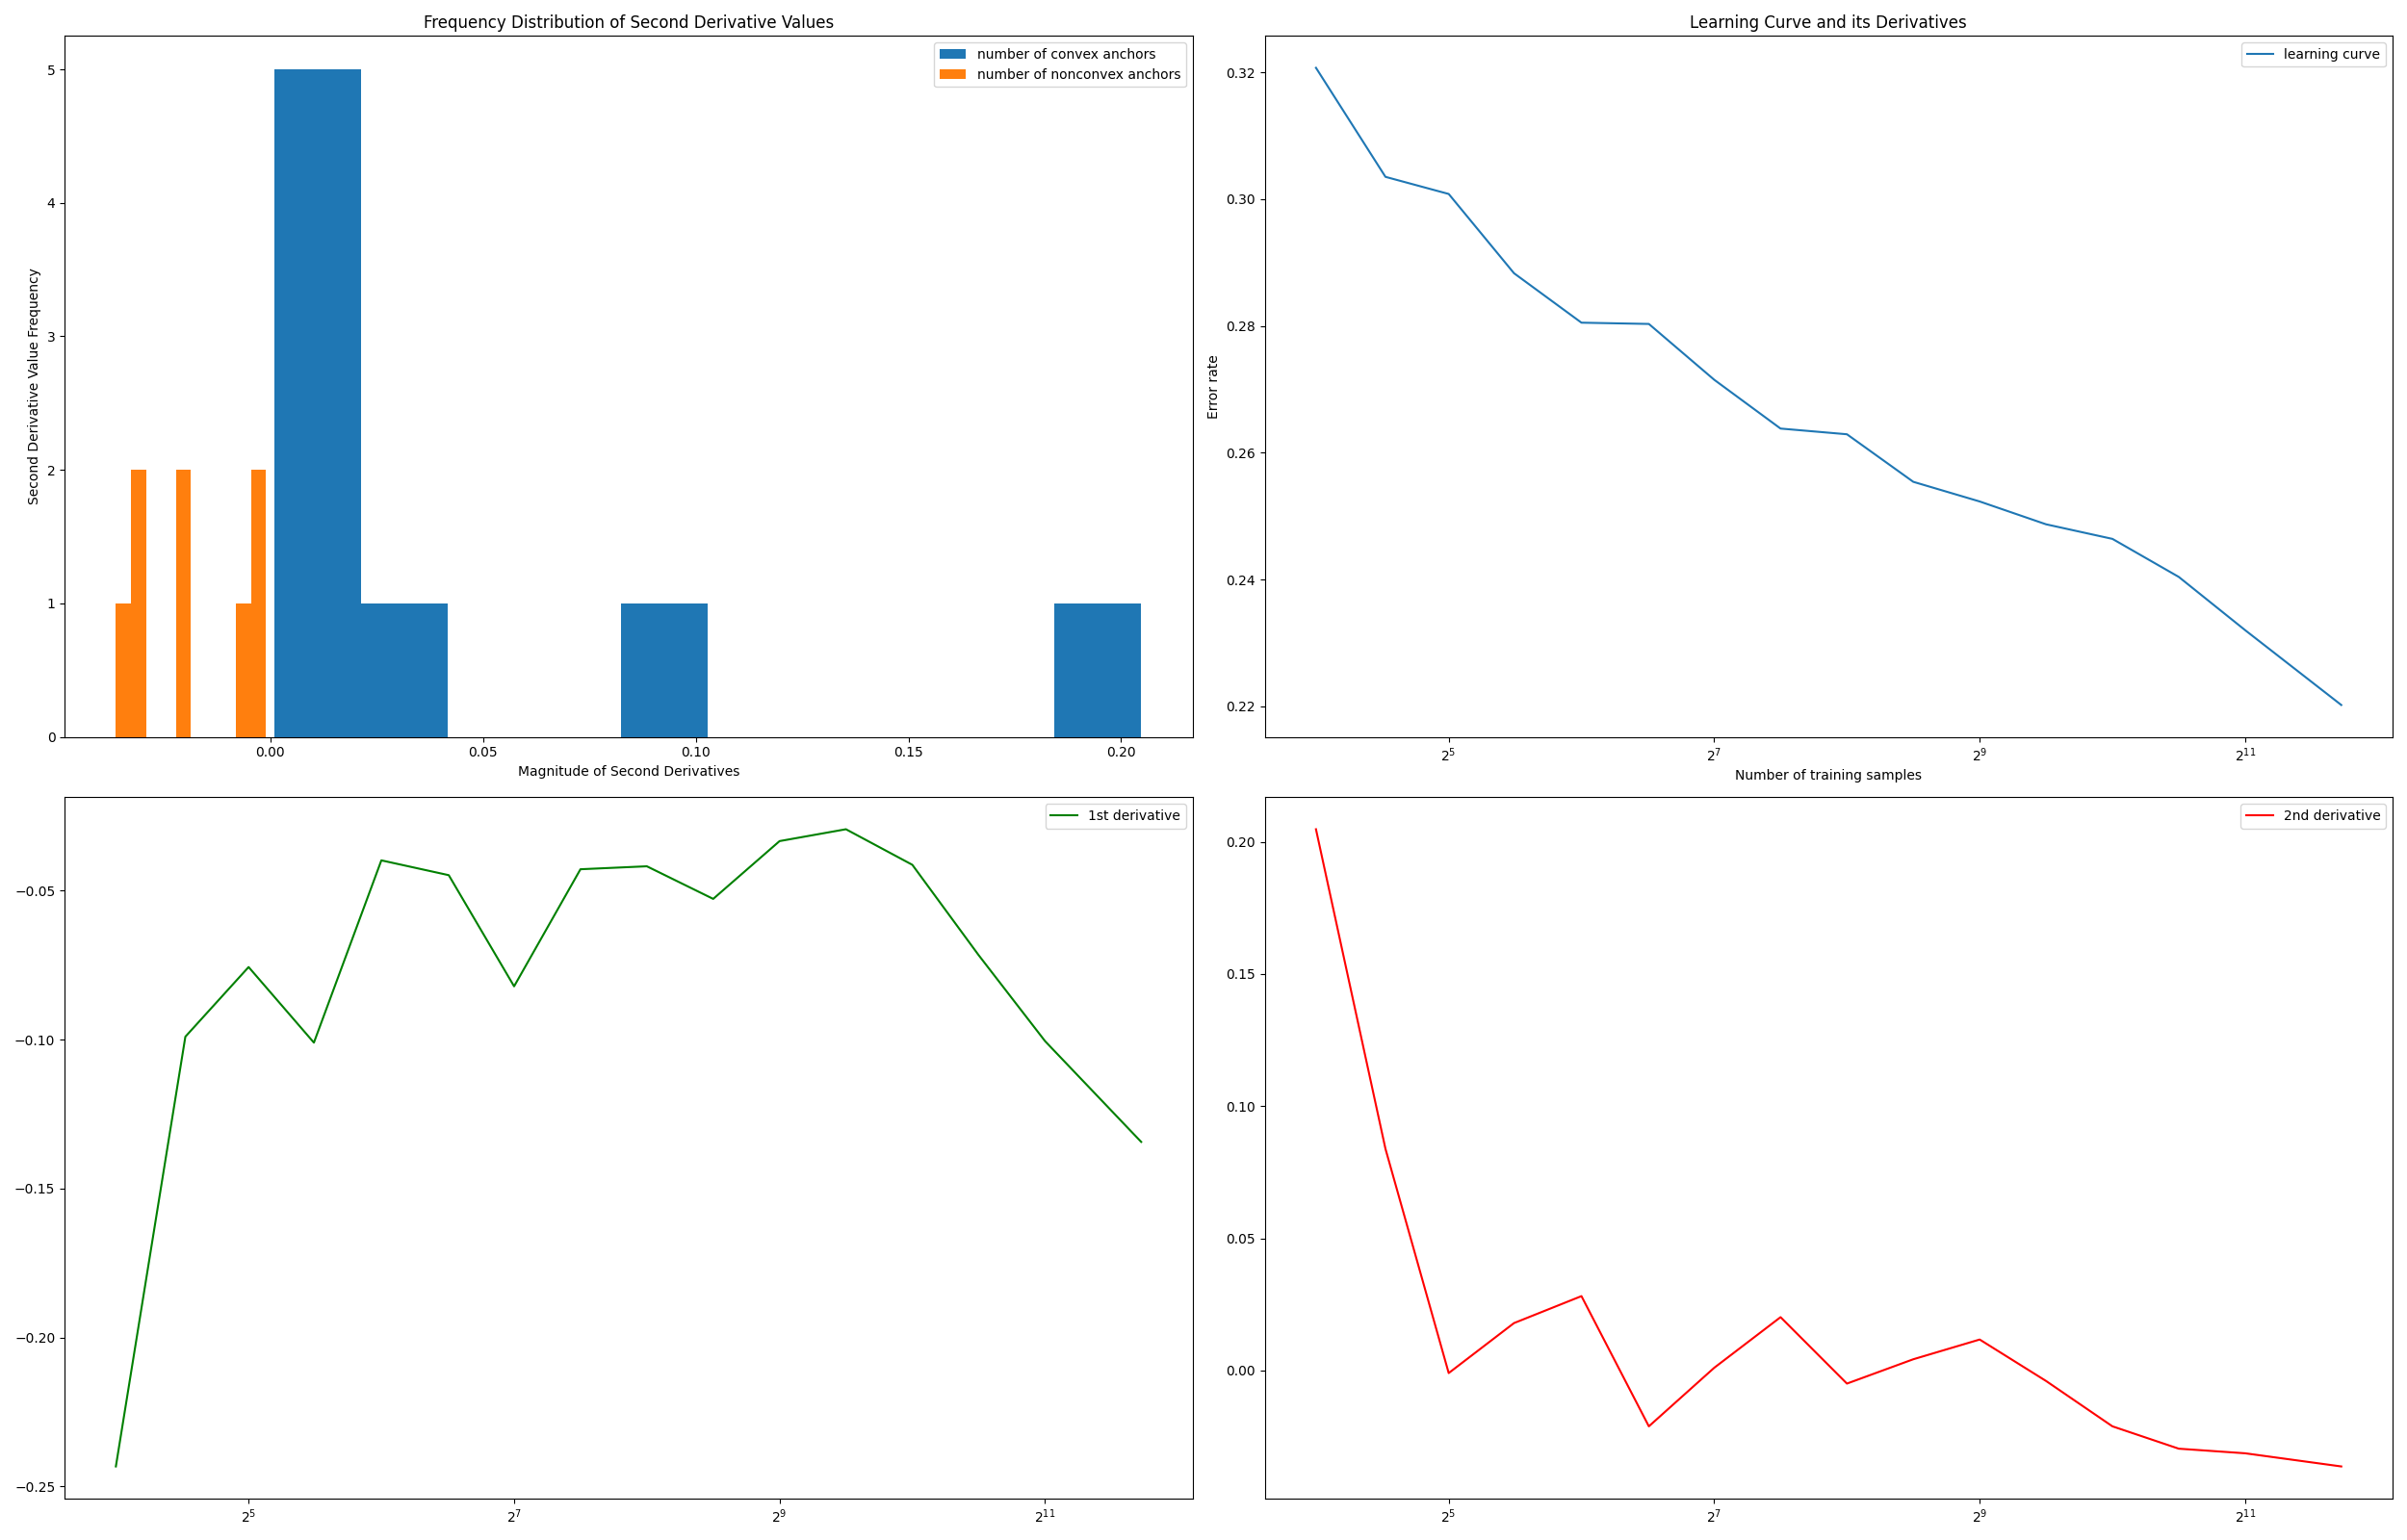 Frequency Distribution of Second Derivative Values
number of convex anchors
number of nonconvex anchors
Second Derivative Value Frequency
5
4
3
2
1
0
0.00 0.05 0.10 0.15 0.20
Magnitude of Second Derivatives
Learning Curve and its Derivatives
learning curve
Error rate
0.32
0.30
0.28
0.26
0.24
0.22
2⁵ 2⁷ 2⁹ 2¹¹
Number of training samples
1st derivative
−0.05
−0.10
−0.15
−0.20
−0.25
2⁵ 2⁷ 2⁹ 2¹¹
2nd derivative
0.20
0.15
0.10
0.05
0.00
2⁵ 2⁷ 2⁹ 2¹¹